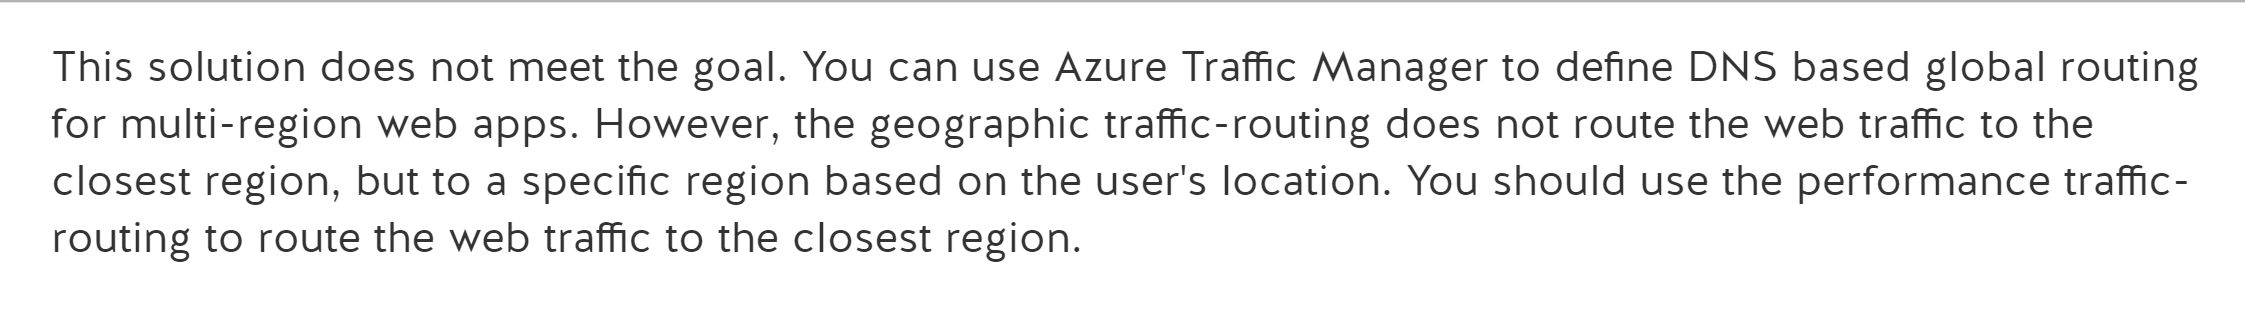 This solution does not meet the goal. You can use Azure Traffic Manager to define DNS based global routing
for multi-region web apps. However, the geographic traffic-routing does not route the web traffic to the
closest region, but to a specific region based on the user's location. You should use the performance traffic-
routing to route the web traffic to the closest region.